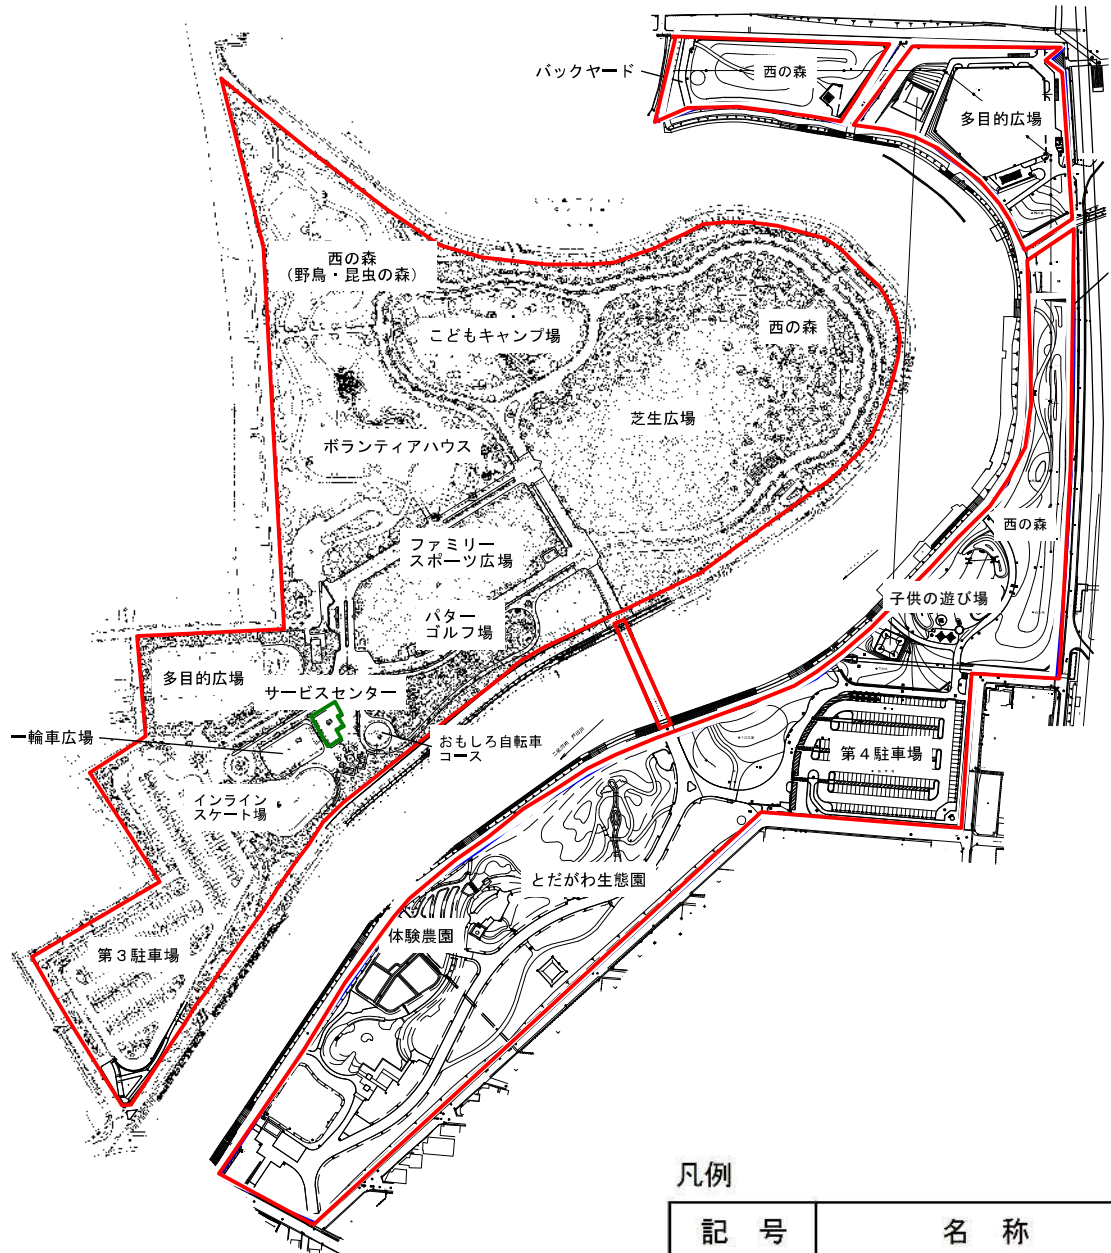 バックヤード
西の森
多目的広場
西の森
（野鳥・昆虫の森）
こどもキャンプ場
西の森
芝生広場
ボランティアハウス
西の森
ファミリー
スポーツ広場
子供の遊び場
パター
ゴルフ場
多目的広場
サービスセンター
一輪車広場
おもしろ自転車
コース
第４駐車場
インライン
スケート場
とだがわ生態園
体験農園
第３駐車場
凡例
記 号
名 称